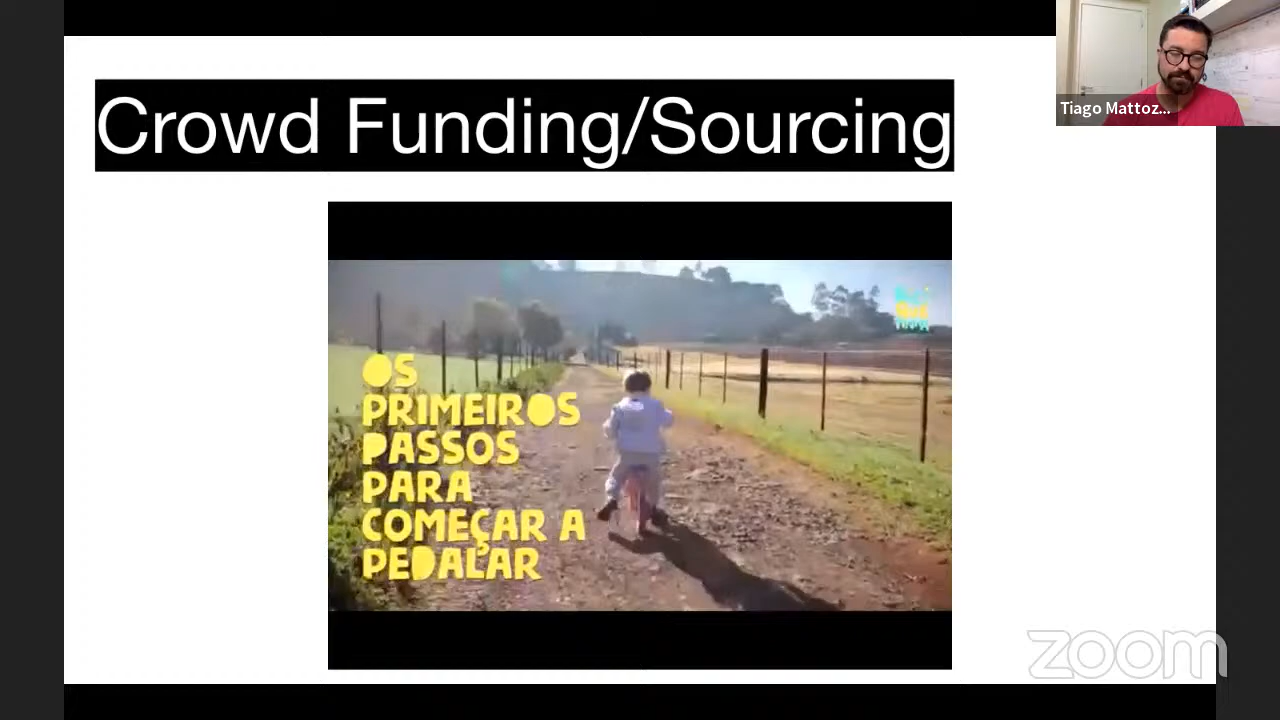 Crowd Funding/Sourcing
Tiago Mattoz...
OS
PRIMEIROS
PASSOS
PARA
COMEÇAR A
PEDALAR
zoom